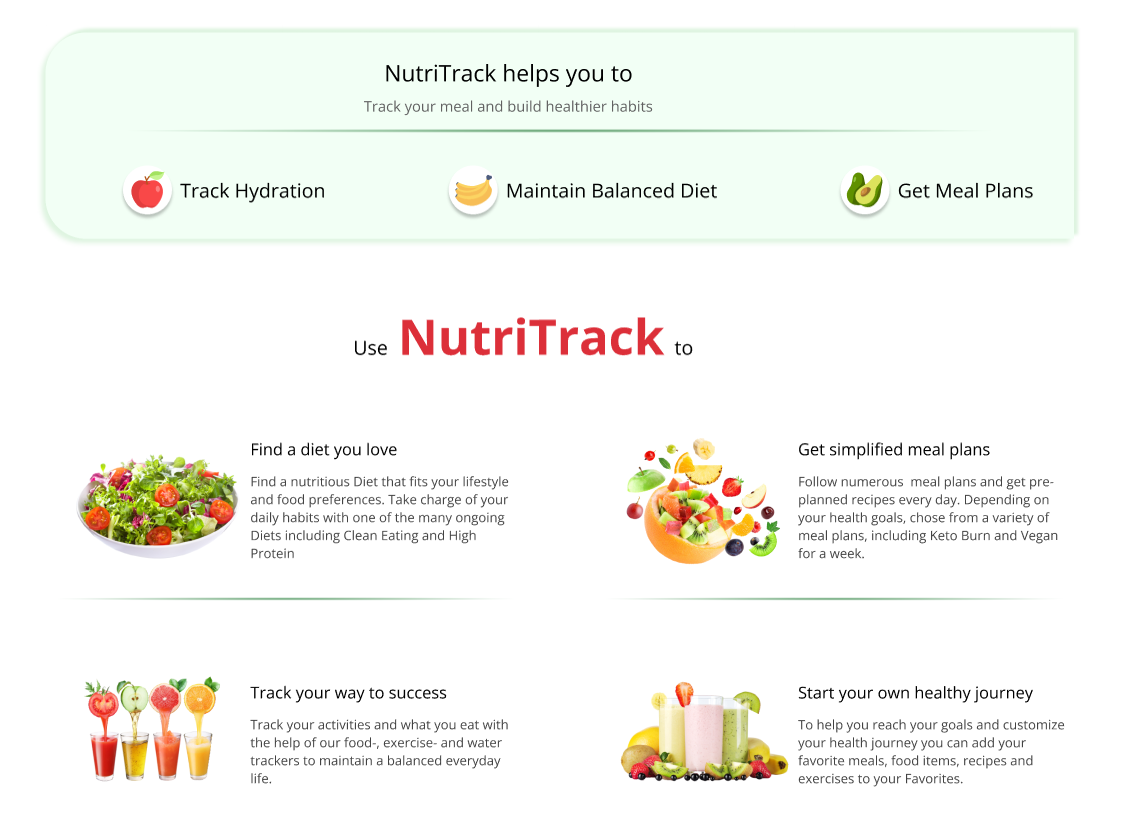 NutriTrack helps you to
Track your meal and build healthier habits
Track Hydration
Maintain Balanced Diet
Get Meal Plans
Use NutriTrack to
Find a diet you love
Find a nutritious Diet that fits your lifestyle
and food preferences. Take charge of your
daily habits with one of the many ongoing
Diets including Clean Eating and High
Protein
Get simplified meal plans
Follow numerous  meal plans and get pre-
planned recipes every day. Depending on
your health goals, chose from a variety of
meal plans, including Keto Burn and Vegan
for a week.
Track your way to success
Track your activities and what you eat with
the help of our food-, exercise- and water
trackers to maintain a balanced everyday
life.
Start your own healthy journey
To help you reach your goals and customize
your health journey you can add your
favorite meals, food items, recipes and
exercises to your Favorites.